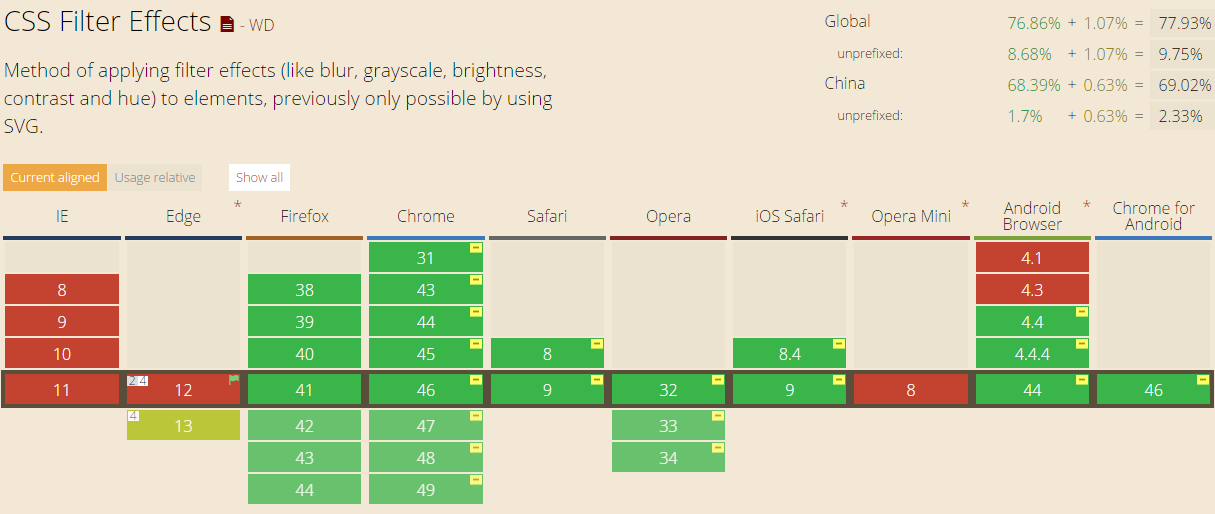 CSS Filter Effects - WD
Global 76.86% + 1.07% = 77.93%
unprefixed: 8.68% + 1.07% = 9.75%
China 68.39% + 0.63% = 69.02%
unprefixed: 1.7% + 0.63% = 2.33%
Method of applying filter effects (like blur, grayscale, brightness,
contrast and hue) to elements, previously only possible by using
SVG.
Current aligned Usage relative Show all
IE Edge * Firefox Chrome Safari Opera iOS Safari * Opera Mini * Android Browser * Chrome for Android
31 - 4.1
8 38 43 - 4.3
9 39 44 - 4.4 -
10 40 45 - 8 - 8.4 - 4.4.4 -
11 2 4 12 41 46 - 9 - 32 - 9 - 8 44 - 46 -
4 13 42 47 - 33 -
43 48 - 34 -
44 49 -